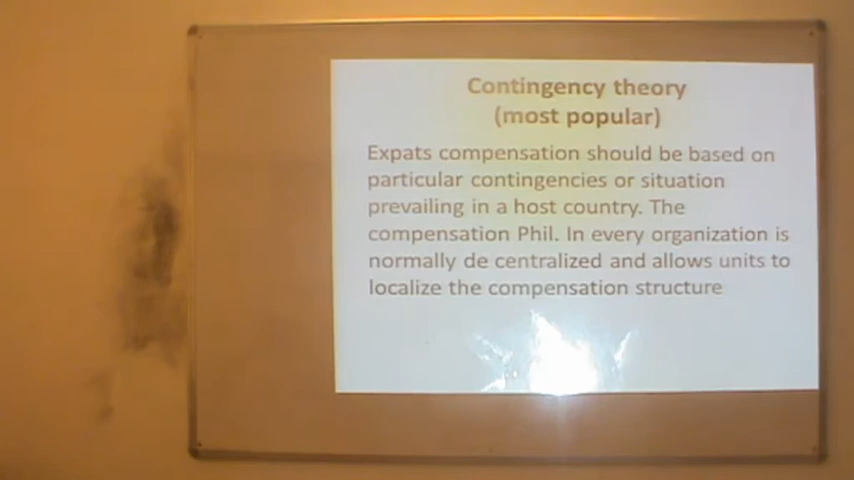 Contingency theory
(most popular)
Expats compensation should be based on
particular contingencies or situation
prevailing in a host country. The
compensation Phil. In every organization is
normally de centralized and allows units to
localize the compensation structure